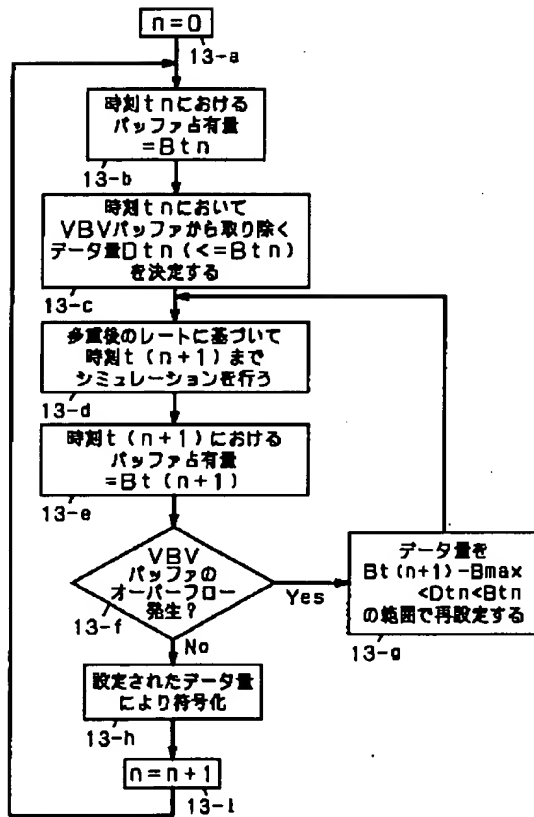 n=0
13-a
時刻tnにおける
バッファ占有量
=Btn
13-b
時刻tnにおいて
VBVバッファから取り除く
データ量Dtn(<=Btn)
を決定する
13-c
多重後のレートに基づいて
時刻t(n+1)まで
シミュレーションを行う
13-d
時刻t(n+1)における
バッファ占有量
=Bt(n+1)
13-e
VBV
バッファの
オーバーフロー
発生?
13-f
Yes
No
データ量を
Bt(n+1)-Bmax
<Dtn<Btn
の範囲で再設定する
13-g
設定されたデータ量
により符号化
13-h
n=n+1
13-i